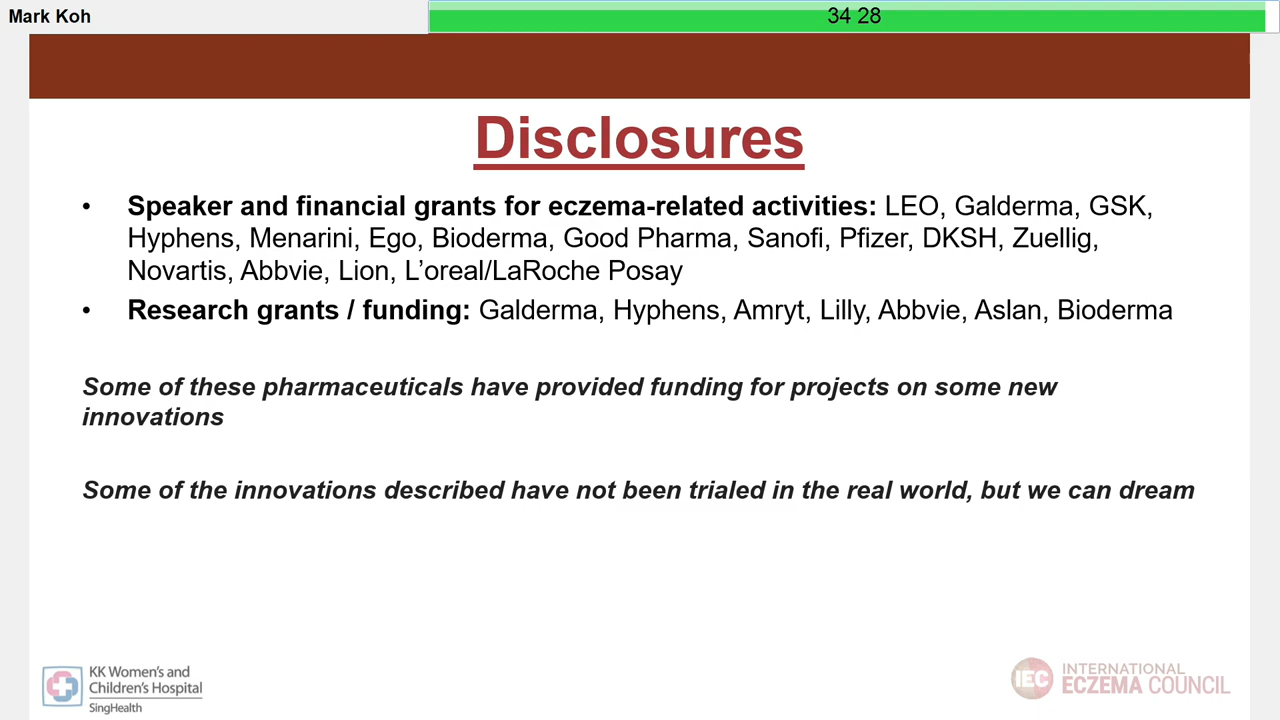 Mark Koh
34 28
Disclosures
• Speaker and financial grants for eczema-related activities: LEO, Galderma, GSK,
Hyphens, Menarini, Ego, Bioderma, Good Pharma, Sanofi, Pfizer, DKSH, Zuellig,
Novartis, Abbvie, Lion, L’oreal/LaRoche Posay
• Research grants / funding: Galderma, Hyphens, Amryt, Lilly, Abbvie, Aslan, Bioderma
Some of these pharmaceuticals have provided funding for projects on some new
innovations
Some of the innovations described have not been trialed in the real world, but we can dream
KK Women's and
Children's Hospital
SingHealth
IEC
INTERNATIONAL
ECZEMA COUNCIL